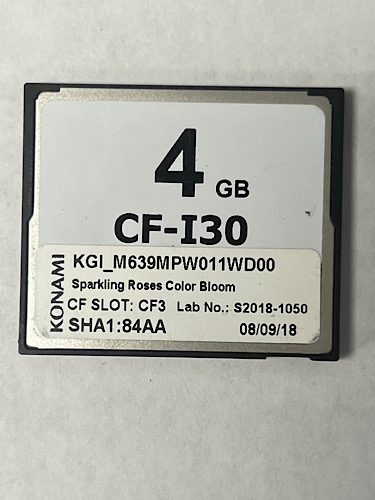 4 GB
CF-I30
KONAMI
KGI_M639MPW011WD00
Sparkling Roses Color Bloom
CF SLOT: CF3 Lab No.: S2018-1050
SHA1:84AA 08/09/18